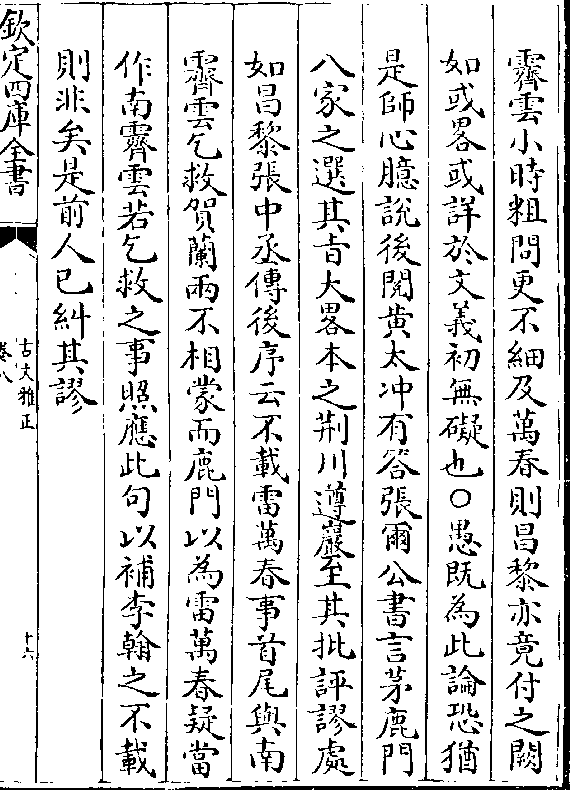 霽雲小時粗問更不細及萬春則昌黎亦竟付之闕
如或畧或詳於文義初無礙也○愚既為此論恐猶
是師心臆說後閱黄太冲有答張爾公書言茅鹿門
八家之選其㫖大畧本之荆川遵巖至其批評謬處
如昌黎張中丞傳後序云不載雷萬春事首尾與南
霽雲乞救賀蘭兩不相蒙而鹿門以為雷萬春疑當
作南霽雲若乞救之事照應此句以補李翰之不載
則非矣是前人已糾其謬
欽定四庫全書
古文雅正
卷八
十六